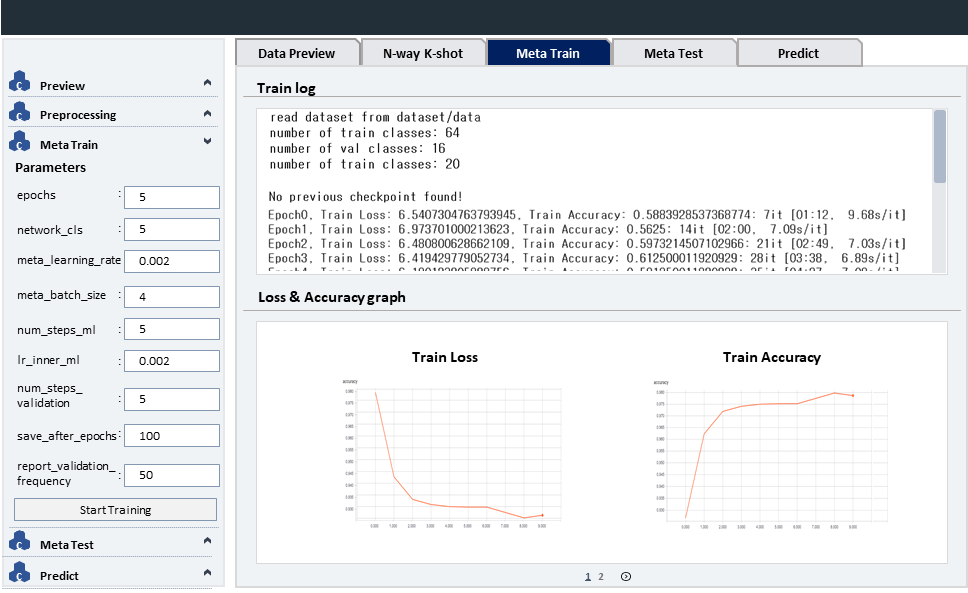 Data Preview
N-way K-shot
Meta Train
Meta Test
Predict
Preview
Preprocessing
Meta Train
Parameters
epochs : 5
network_cls : 5
meta_learning_rate : 0.002
meta_batch_size : 4
num_steps_ml : 5
lr_inner_ml : 0.002
num_steps_
validation : 5
save_after_epochs : 100
report_validation_
frequency : 50
Start Training
Meta Test
Predict
Train log
read dataset from dataset/data
number of train classes: 64
number of val classes: 16
number of train classes: 20
No previous checkpoint found!
Epoch0, Train Loss: 6.5407304763793945, Train Accuracy: 0.5883928537368774: 7it [01:12, 9.68s/it]
Epoch1, Train Loss: 6.973701000213623, Train Accuracy: 0.5625: 14it [02:00, 7.09s/it]
Epoch2, Train Loss: 6.480800628662109, Train Accuracy: 0.5973214507102966: 21it [02:49, 7.03s/it]
Epoch3, Train Loss: 6.419429779052734, Train Accuracy: 0.612500011920929: 28it [03:38, 6.89s/it]
Loss & Accuracy graph
Train Loss
accuracy
Train Accuracy
accuracy
1 2